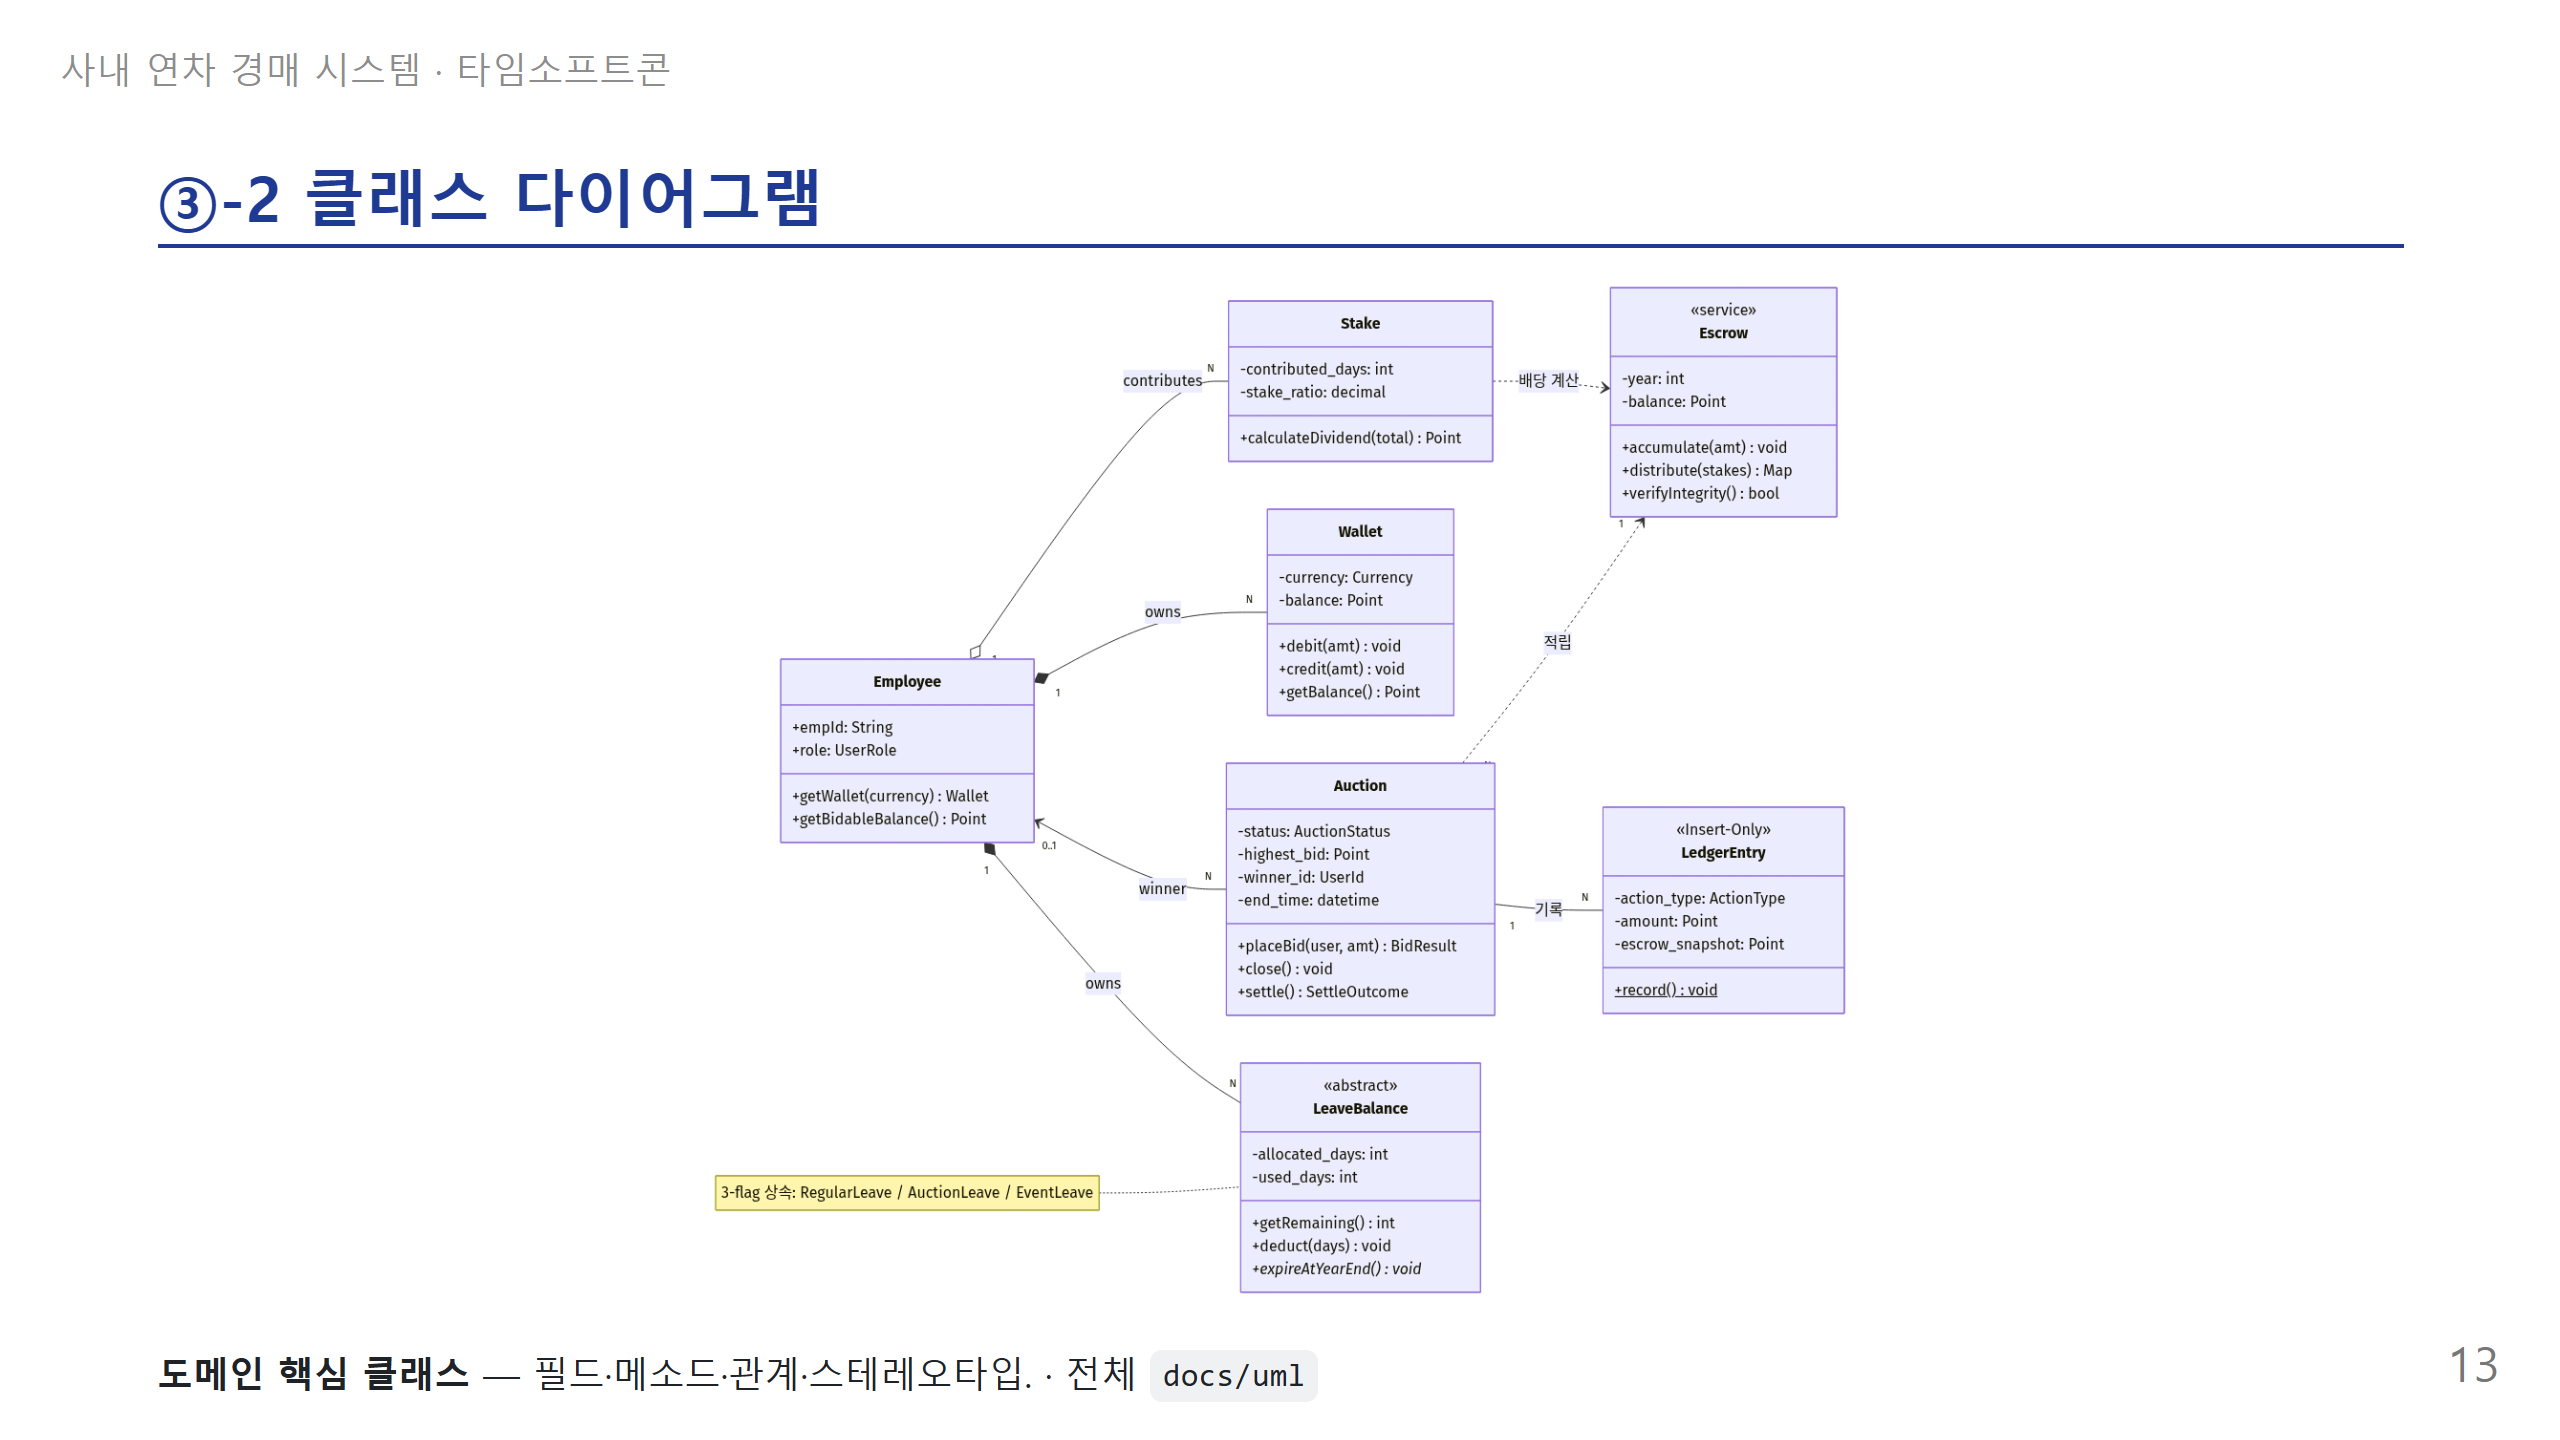 사내 연차 경매 시스템 · 타임소프트콘
③-2 클래스 다이어그램
Stake
-contributed_days: int
-stake_ratio: decimal
+calculateDividend(total) : Point
«service»
Escrow
-year: int
-balance: Point
+accumulate(amt) : void
+distribute(stakes) : Map
+verifyIntegrity() : bool
contributes
N
배당 계산
1
Wallet
-currency: Currency
-balance: Point
+debit(amt) : void
+credit(amt) : void
+getBalance() : Point
owns
N
1
적립
Employee
+empId: String
+role: UserRole
+getWallet(currency) : Wallet
+getBidableBalance() : Point
Auction
-status: AuctionStatus
-highest_bid: Point
-winner_id: UserId
-end_time: datetime
+placeBid(user, amt) : BidResult
+close() : void
+settle() : SettleOutcome
0..1
winner
N
«Insert-Only»
LedgerEntry
-action_type: ActionType
-amount: Point
-escrow_snapshot: Point
+record() : void
1
기록
N
1
owns
N
«abstract»
LeaveBalance
-allocated_days: int
-used_days: int
+getRemaining() : int
+deduct(days) : void
+expireAtYearEnd() : void
3-flag 상속: RegularLeave / AuctionLeave / EventLeave
도메인 핵심 클래스 — 필드·메소드·관계·스테레오타입. · 전체 docs/uml
13